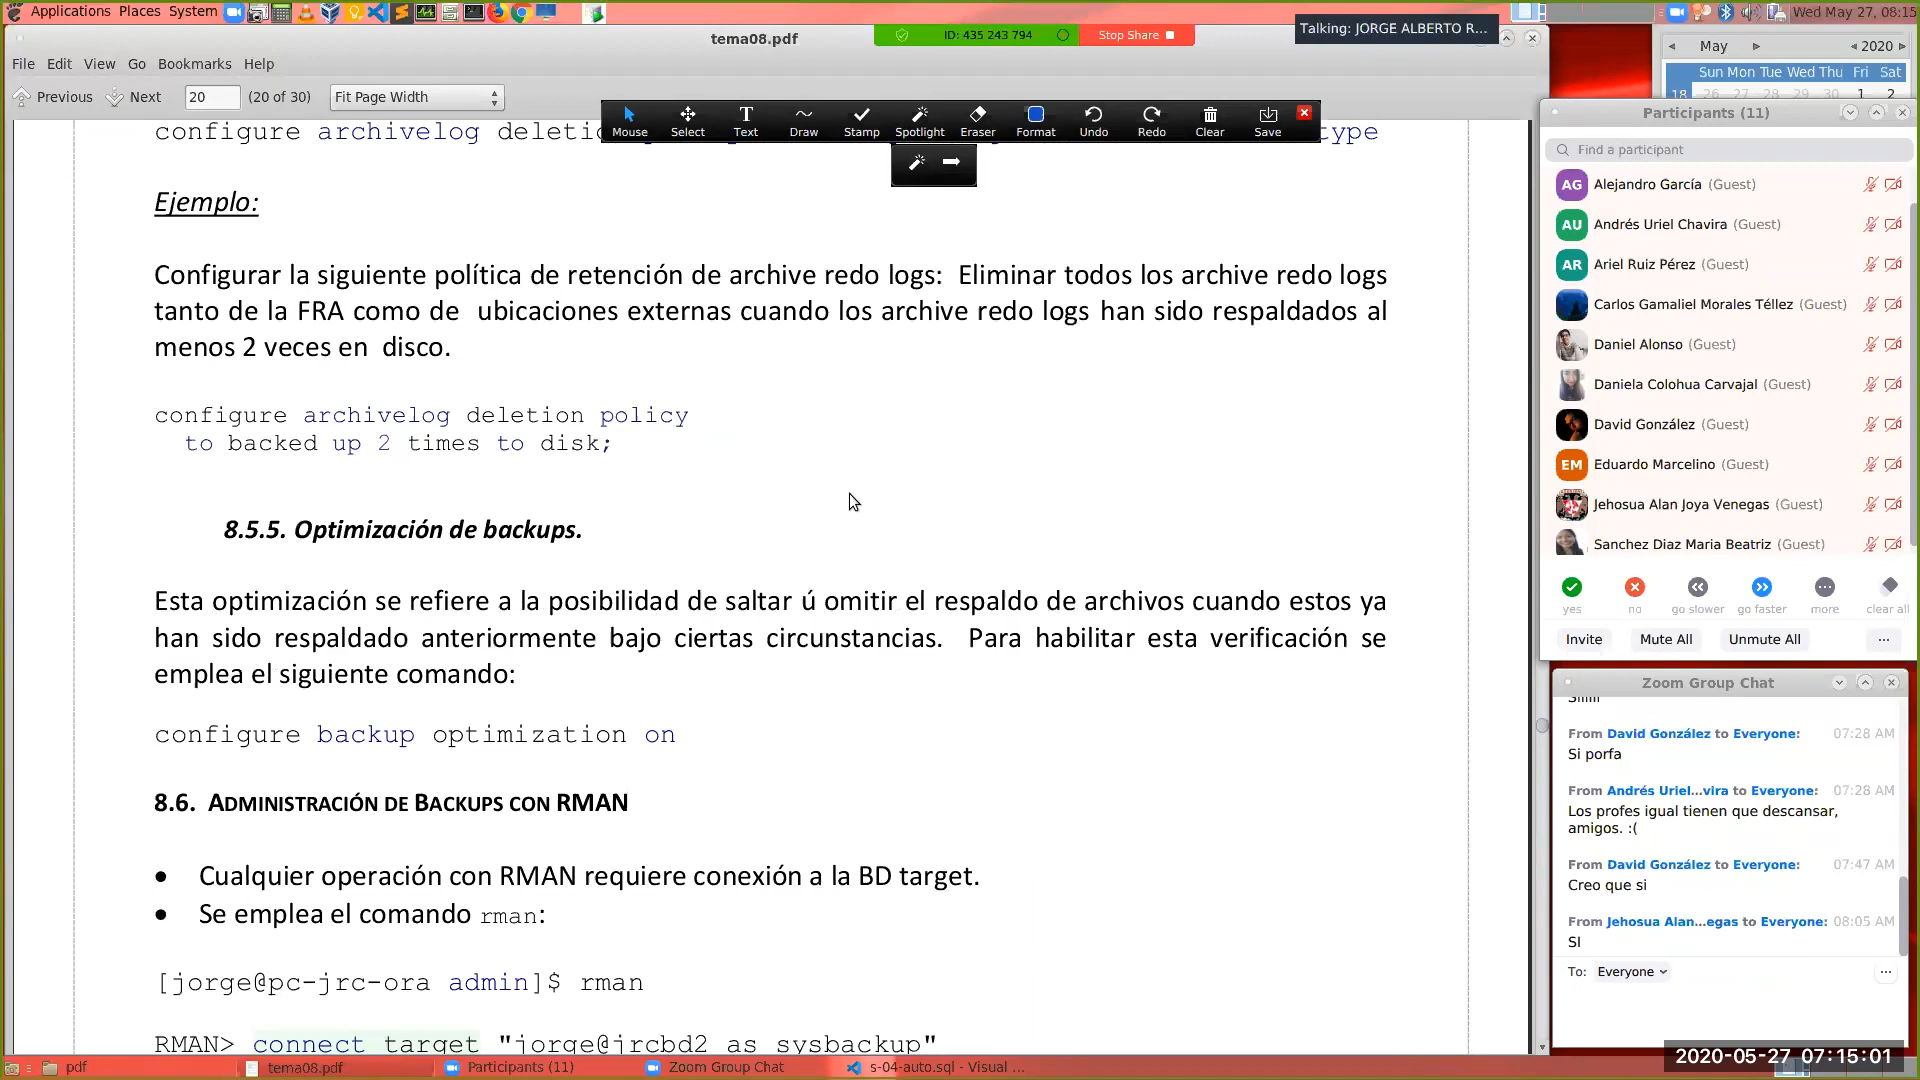 Applications Places System
Wed May 27, 08:15
tema08.pdf
ID: 435 243 794
Stop Share
Talking: JORGE ALBERTO R...
File Edit View Go Bookmarks Help
Previous Next 20 (20 of 30) Fit Page Width
Mouse Select Text Draw Stamp Spotlight Eraser Format Undo Redo Clear Save
configure archivelog deletio
type
Ejemplo:
Configurar la siguiente política de retención de archive redo logs: Eliminar todos los archive redo logs
tanto de la FRA como de ubicaciones externas cuando los archive redo logs han sido respaldados al
menos 2 veces en disco.
configure archivelog deletion policy
to backed up 2 times to disk;
8.5.5. Optimización de backups.
Esta optimización se refiere a la posibilidad de saltar ú omitir el respaldo de archivos cuando estos ya
han sido respaldado anteriormente bajo ciertas circunstancias. Para habilitar esta verificación se
emplea el siguiente comando:
configure backup optimization on
8.6. ADMINISTRACIÓN DE BACKUPS CON RMAN
• Cualquier operación con RMAN requiere conexión a la BD target.
• Se emplea el comando rman:
[jorge@pc-jrc-ora admin]$ rman
RMAN> connect target "jorge@jrcbd2 as sysbackup"
May 2020
Sun Mon Tue Wed Thu Fri Sat
18 26 27 28 29 30 1 2
Participants (11)
Find a participant
AG Alejandro García (Guest)
AU Andrés Uriel Chavira (Guest)
AR Ariel Ruiz Pérez (Guest)
Carlos Gamaliel Morales Téllez (Guest)
Daniel Alonso (Guest)
Daniela Colohua Carvajal (Guest)
David González (Guest)
EM Eduardo Marcelino (Guest)
Jehosua Alan Joya Venegas (Guest)
Sanchez Diaz Maria Beatriz (Guest)
yes no go slower go faster more clear all
Invite Mute All Unmute All ...
Zoom Group Chat
From David González to Everyone: 07:28 AM
Si porfa
From Andrés Uriel...vira to Everyone: 07:28 AM
Los profes igual tienen que descansar,
amigos. :(
From David González to Everyone: 07:47 AM
Creo que si
From Jehosua Alan...egas to Everyone: 08:05 AM
SI
To: Everyone
pdf
tema08.pdf
Participants (11)
Zoom Group Chat
s-04-auto.sql - Visual ...
2020-05-27 07:15:01